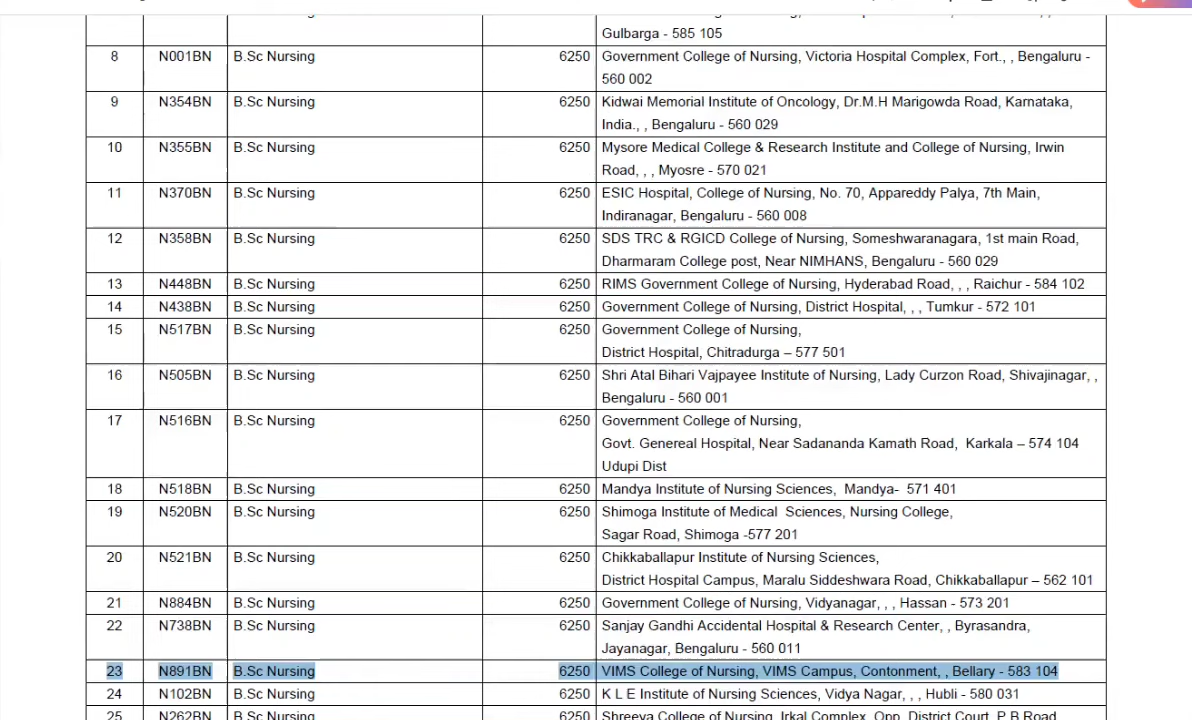 Gulbarga - 585 105
8 N001BN B.Sc Nursing 6250 Government College of Nursing, Victoria Hospital Complex, Fort., , Bengaluru -
560 002
9 N354BN B.Sc Nursing 6250 Kidwai Memorial Institute of Oncology, Dr.M.H Marigowda Road, Karnataka,
India., , Bengaluru - 560 029
10 N355BN B.Sc Nursing 6250 Mysore Medical College & Research Institute and College of Nursing, Irwin
Road, , , Myosre - 570 021
11 N370BN B.Sc Nursing 6250 ESIC Hospital, College of Nursing, No. 70, Appareddy Palya, 7th Main,
Indiranagar, Bengaluru - 560 008
12 N358BN B.Sc Nursing 6250 SDS TRC & RGICD College of Nursing, Someshwaranagara, 1st main Road,
Dharmaram College post, Near NIMHANS, Bengaluru - 560 029
13 N448BN B.Sc Nursing 6250 RIMS Government College of Nursing, Hyderabad Road, , , Raichur - 584 102
14 N438BN B.Sc Nursing 6250 Government College of Nursing, District Hospital, , , Tumkur - 572 101
15 N517BN B.Sc Nursing 6250 Government College of Nursing,
District Hospital, Chitradurga – 577 501
16 N505BN B.Sc Nursing 6250 Shri Atal Bihari Vajpayee Institute of Nursing, Lady Curzon Road, Shivajinagar, ,
Bengaluru - 560 001
17 N516BN B.Sc Nursing 6250 Government College of Nursing,
Govt. Genereal Hospital, Near Sadananda Kamath Road, Karkala – 574 104
Udupi Dist
18 N518BN B.Sc Nursing 6250 Mandya Institute of Nursing Sciences, Mandya- 571 401
19 N520BN B.Sc Nursing 6250 Shimoga Institute of Medical Sciences, Nursing College,
Sagar Road, Shimoga -577 201
20 N521BN B.Sc Nursing 6250 Chikkaballapur Institute of Nursing Sciences,
District Hospital Campus, Maralu Siddeshwara Road, Chikkaballapur – 562 101
21 N884BN B.Sc Nursing 6250 Government College of Nursing, Vidyanagar, , , Hassan - 573 201
22 N738BN B.Sc Nursing 6250 Sanjay Gandhi Accidental Hospital & Research Center, , Byrasandra,
Jayanagar, Bengaluru - 560 011
23 N891BN B.Sc Nursing 6250 VIMS College of Nursing, VIMS Campus, Contonment, , Bellary - 583 104
24 N102BN B.Sc Nursing 6250 K L E Institute of Nursing Sciences, Vidya Nagar, , , Hubli - 580 031
25 N262BN B.Sc Nursing 6250 Shreeya College of Nursing, Irkal Complex, Opp. District Court, P B Road